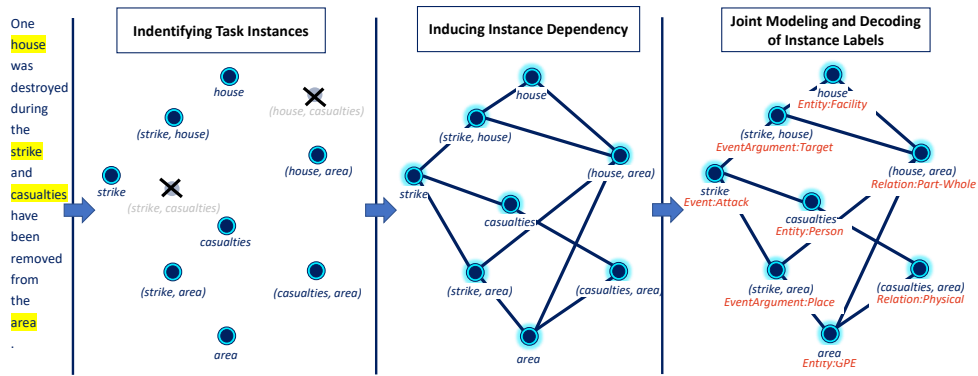 One
house
was
destroyed
during
the
strike
and
casualties
have
been
removed
from
the
area
.
Indentifying Task Instances
house
(house, casualties)
(strike, house)
(house, area)
strike
(strike, casualties)
casualties
(strike, area)
(casualties, area)
area
Inducing Instance Dependency
house
(strike, house)
(house, area)
strike
casualties
(strike, area)
(casualties, area)
area
Joint Modeling and Decoding
of Instance Labels
house
Entity:Facility
(strike, house)
EventArgument:Target
(house, area)
Relation:Part-Whole
strike
Event:Attack
casualties
Entity:Person
(strike, area)
EventArgument:Place
(casualties, area)
Relation:Physical
area
Entity:GPE